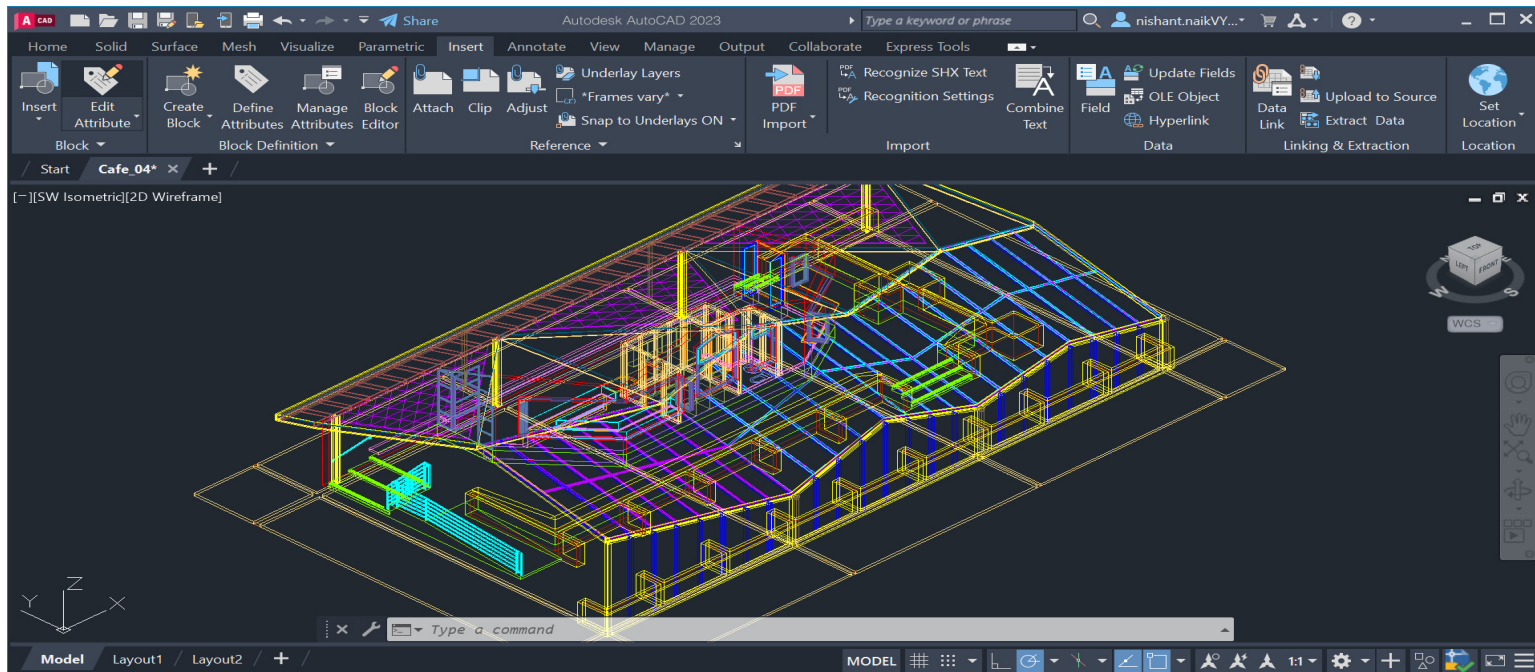 A CAD Share Autodesk AutoCAD 2023 Type a keyword or phrase nishant.naikVY...
Home Solid Surface Mesh Visualize Parametric Insert Annotate View Manage Output Collaborate Express Tools
Insert
Edit
Attribute
Block
Create
Block
Define
Attributes
Manage
Attributes
Block
Editor
Block Definition
Attach
Clip
Adjust
Underlay Layers
*Frames vary*
Snap to Underlays ON
Reference
PDF
PDF
Import
PDF
A
Recognize SHX Text
PDF
A
Recognition Settings
A
Combine
Text
Import
A
Field
Update Fields
OLE Object
Hyperlink
Data
Data
Link
Upload to Source
Extract Data
Linking & Extraction
Set
Location
Location
Start Cafe_04*
[−][SW Isometric][2D Wireframe]
TOP
LEFT FRONT
W S E
WCS
Z
Y X
Type a command
Model Layout1 Layout2 MODEL 1:1